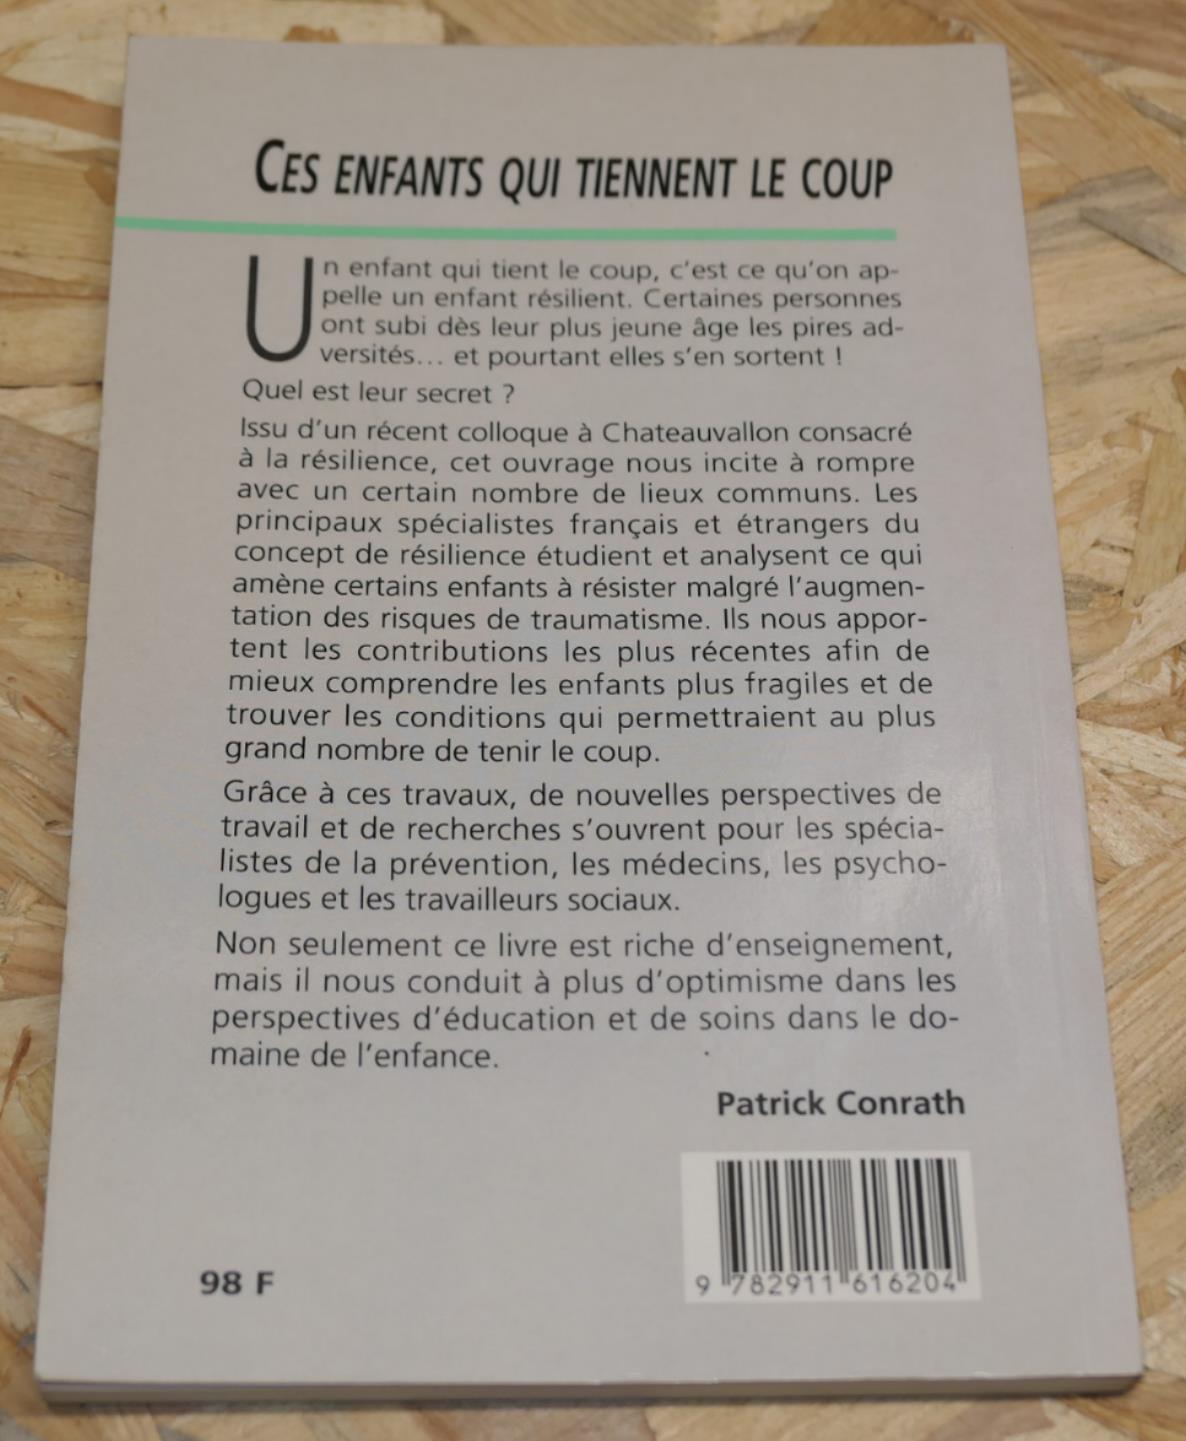 CES ENFANTS QUI TIENNENT LE COUP
Un enfant qui tient le coup, c'est ce qu'on ap-
pelle un enfant résilient. Certaines personnes
ont subi dès leur plus jeune âge les pires ad-
versités... et pourtant elles s'en sortent !
Quel est leur secret ?
Issu d'un récent colloque à Chateauvallon consacré
à la résilience, cet ouvrage nous incite à rompre
avec un certain nombre de lieux communs. Les
principaux spécialistes français et étrangers du
concept de résilience étudient et analysent ce qui
amène certains enfants à résister malgré l'augmen-
tation des risques de traumatisme. Ils nous appor-
tent les contributions les plus récentes afin de
mieux comprendre les enfants plus fragiles et de
trouver les conditions qui permettraient au plus
grand nombre de tenir le coup.
Grâce à ces travaux, de nouvelles perspectives de
travail et de recherches s'ouvrent pour les spécia-
listes de la prévention, les médecins, les psycho-
logues et les travailleurs sociaux.
Non seulement ce livre est riche d'enseignement,
mais il nous conduit à plus d'optimisme dans les
perspectives d'éducation et de soins dans le do-
maine de l'enfance.
Patrick Conrath
98 F
9 782911 616204